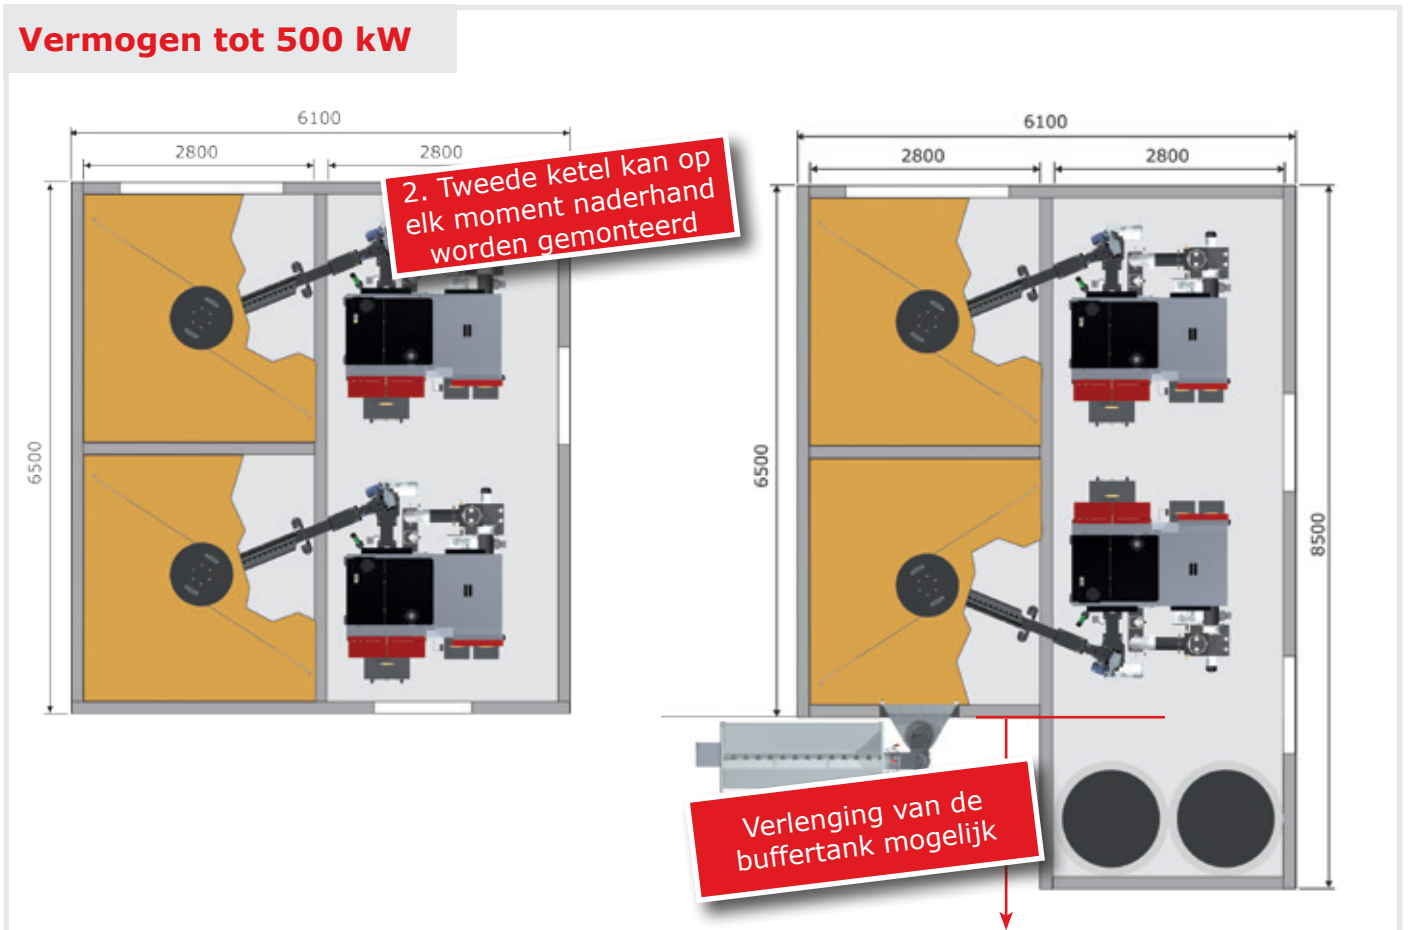 Vermogen tot 500 kW
6100
2800
2800
6500
2. Tweede ketel kan op
elk moment naderhand
worden gemonteerd
6100
2800
2800
6500
8500
Verlenging van de
buffertank mogelijk